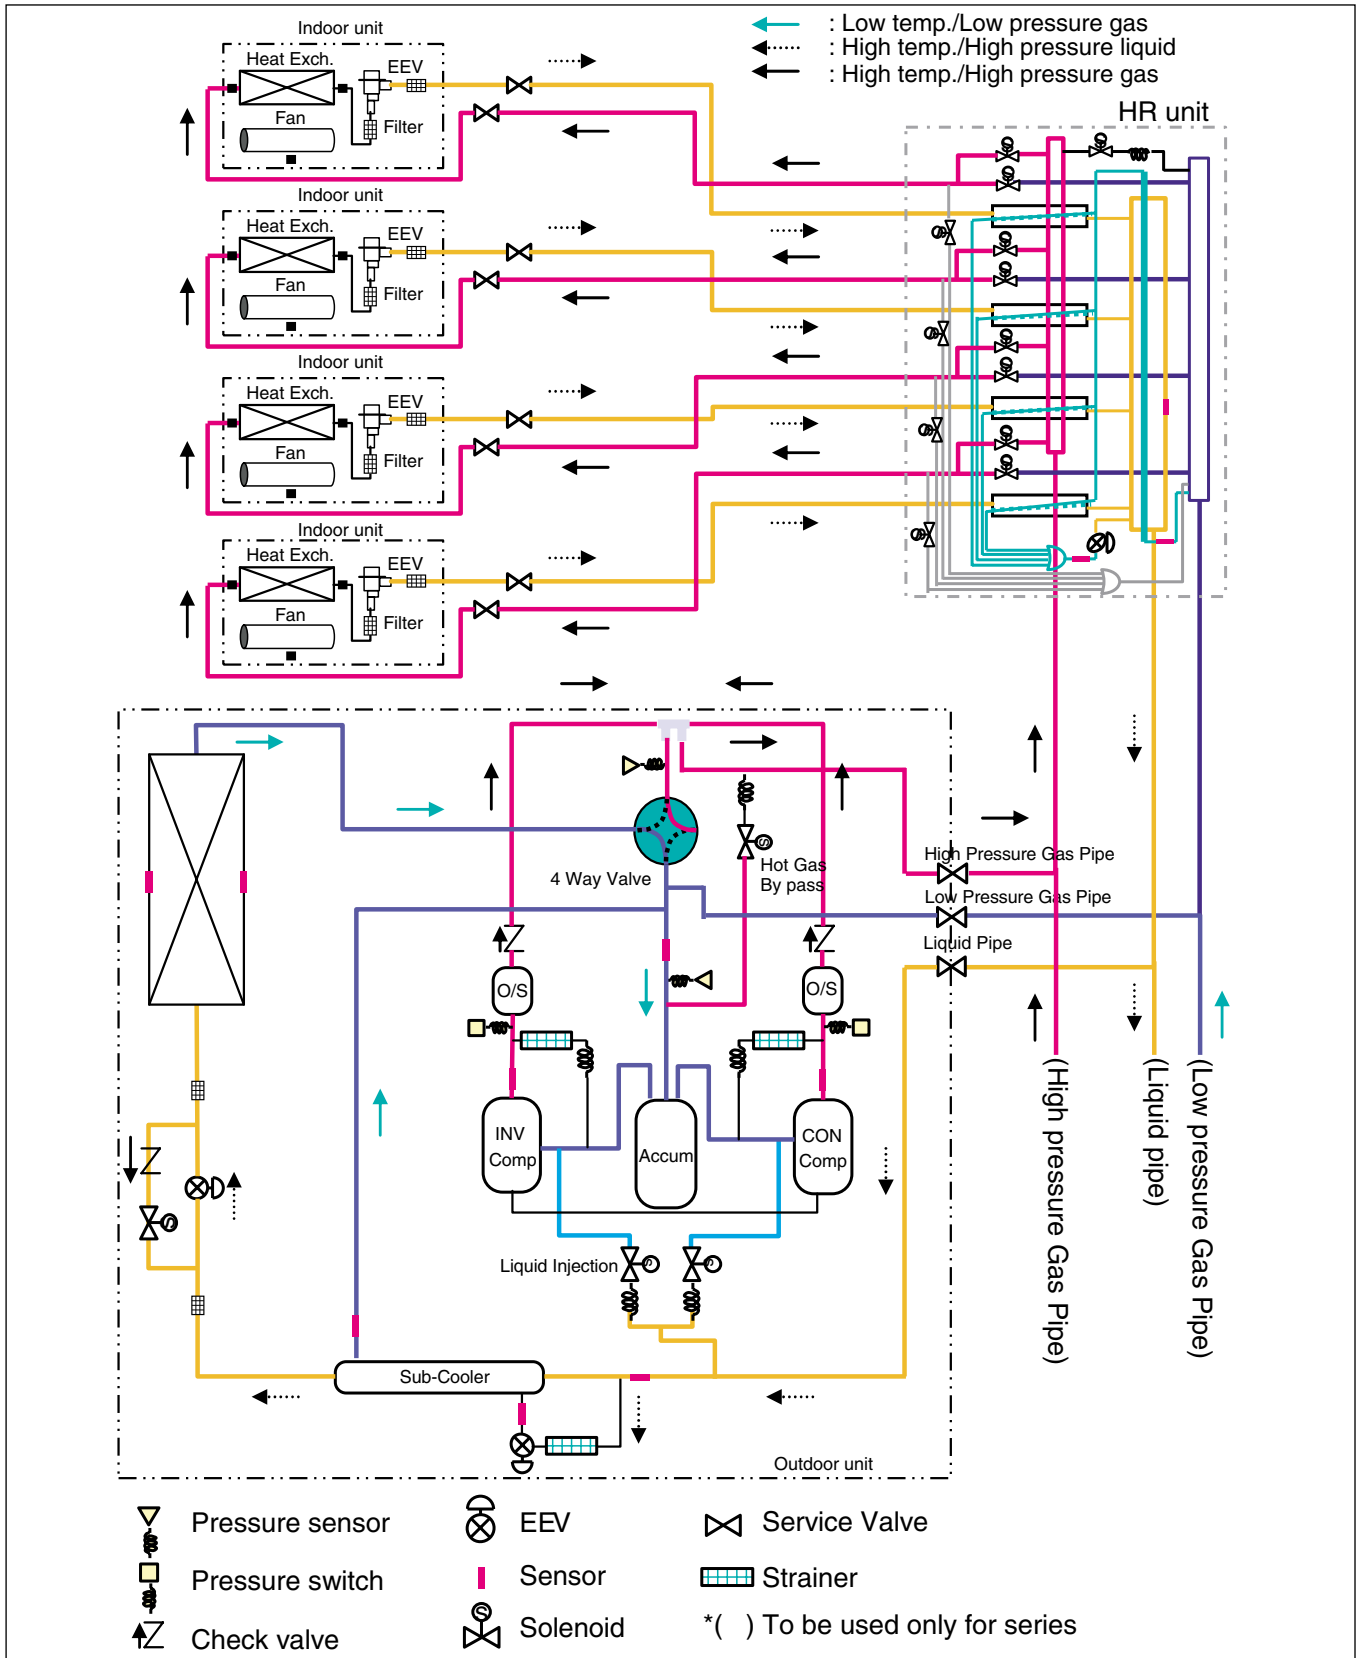 Indoor unit
: Low temp./Low pressure gas
: High temp./High pressure liquid
: High temp./High pressure gas
Heat Exch.
EEV
Fan
Filter
HR unit
Indoor unit
Heat Exch.
EEV
Fan
Filter
Indoor unit
Heat Exch.
EEV
Fan
Filter
Indoor unit
Heat Exch.
EEV
Fan
Filter
4 Way Valve
Hot Gas
By pass
High Pressure Gas Pipe
Low Pressure Gas Pipe
Liquid Pipe
O/S
O/S
INV
Comp
Accum
CON
Comp
S
S
Liquid Injection
S
S
(High pressure Gas Pipe)
(Liquid pipe)
(Low pressure Gas Pipe)
Sub-Cooler
Outdoor unit
Pressure sensor
EEV
Service Valve
Pressure switch
Sensor
Strainer
Check valve
S
Solenoid
*( ) To be used only for series